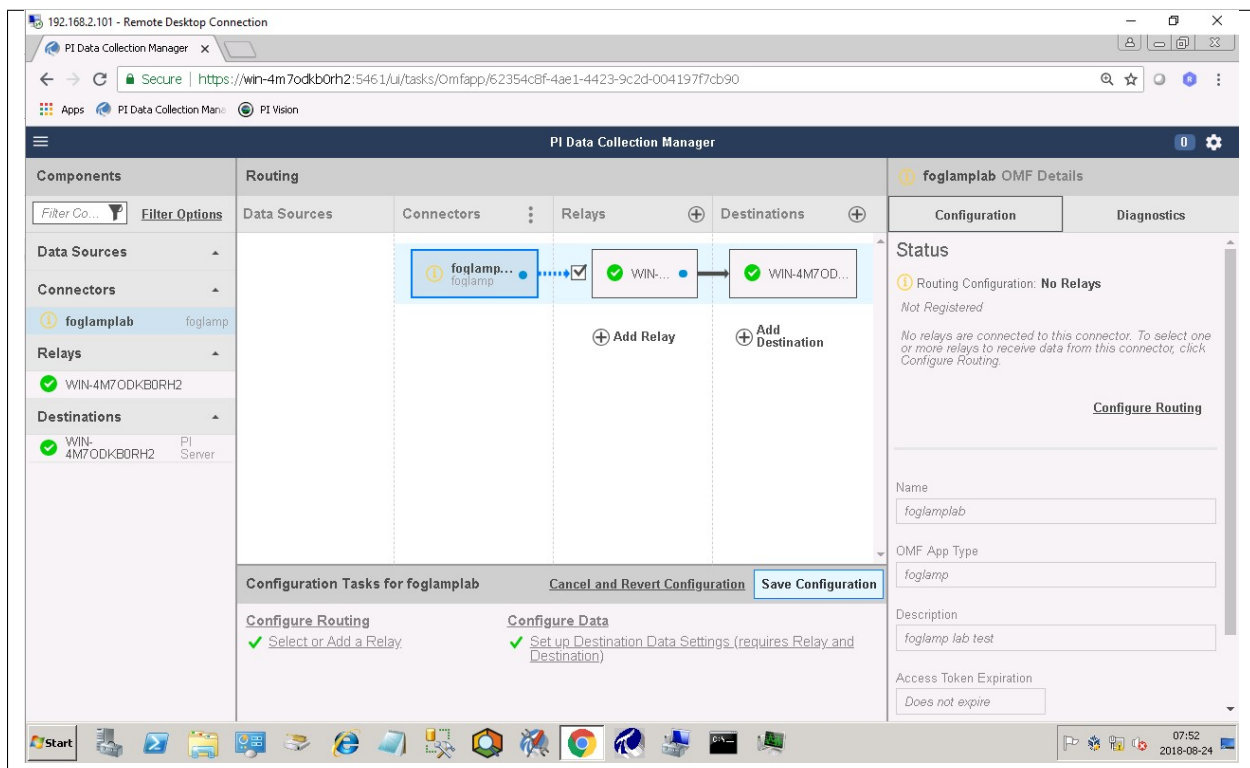 192.168.2.101 - Remote Desktop Connection
PI Data Collection Manager
Secure | https://win-4m7odkb0rh2:5461/ui/tasks/Omfapp/62354c8f-4ae1-4423-9c2d-004197f7cb90
Apps PI Data Collection Mana PI Vision
PI Data Collection Manager
0
Components
Filter Co...
Filter Options
Data Sources
Connectors
foglamplab foglamp
Relays
WIN-4M7ODKB0RH2
Destinations
WIN-4M7ODKB0RH2 PI Server
Routing
Data Sources Connectors Relays Destinations
foglamp...
foglamp
WIN-...
WIN-4M7OD...
Add Relay
Add Destination
Configuration Tasks for foglamplab
Cancel and Revert Configuration
Save Configuration
Configure Routing
Select or Add a Relay
Configure Data
Set up Destination Data Settings (requires Relay and
Destination)
foglamplab OMF Details
Configuration Diagnostics
Status
Routing Configuration: No Relays
Not Registered
No relays are connected to this connector. To select one
or more relays to receive data from this connector, click
Configure Routing.
Configure Routing
Name
foglamplab
OMF App Type
foglamp
Description
foglamp lab test
Access Token Expiration
Does not expire
Start
07:52
2018-08-24